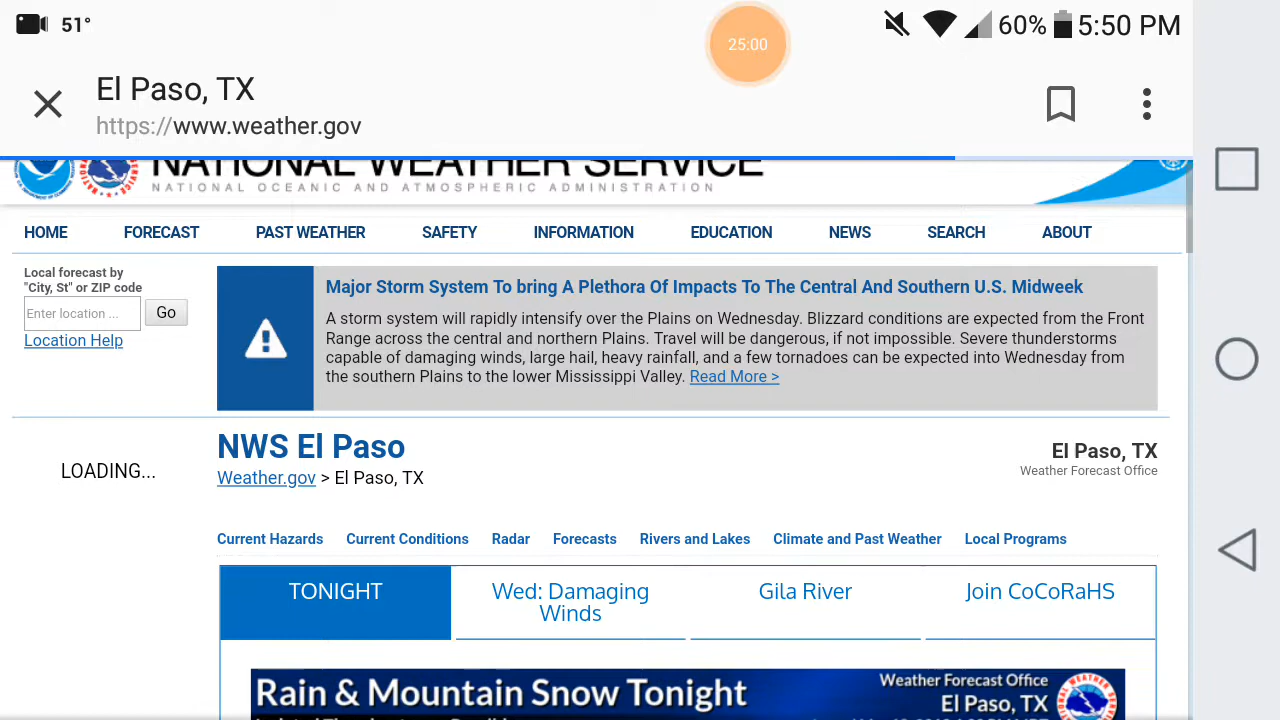 51°
25:00
60%
5:50 PM
El Paso, TX
https://www.weather.gov
NATIONAL WEATHER SERVICE
NATIONAL OCEANIC AND ATMOSPHERIC ADMINISTRATION
HOME FORECAST PAST WEATHER SAFETY INFORMATION EDUCATION NEWS SEARCH ABOUT
Local forecast by
"City, St" or ZIP code
Enter location ... Go
Location Help
Major Storm System To bring A Plethora Of Impacts To The Central And Southern U.S. Midweek
A storm system will rapidly intensify over the Plains on Wednesday. Blizzard conditions are expected from the Front
Range across the central and northern Plains. Travel will be dangerous, if not impossible. Severe thunderstorms
capable of damaging winds, large hail, heavy rainfall, and a few tornadoes can be expected into Wednesday from
the southern Plains to the lower Mississippi Valley. Read More >
LOADING...
NWS El Paso
Weather.gov > El Paso, TX
El Paso, TX
Weather Forecast Office
Current Hazards Current Conditions Radar Forecasts Rivers and Lakes Climate and Past Weather Local Programs
TONIGHT
Wed: Damaging
Winds
Gila River
Join CoCoRaHS
Rain & Mountain Snow Tonight
Weather Forecast Office
El Paso, TX